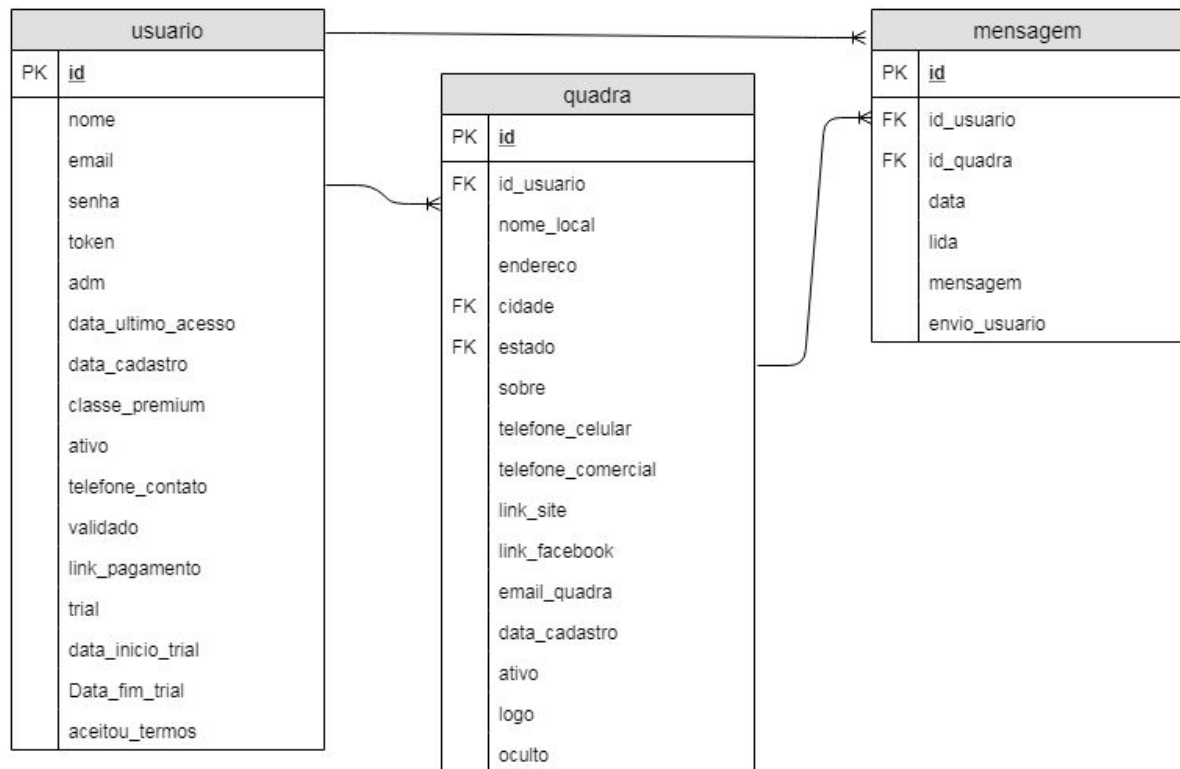 usuario
PK id
nome
email
senha
token
adm
data_ultimo_acesso
data_cadastro
classe_premium
ativo
telefone_contato
validado
link_pagamento
trial
data_inicio_trial
Data_fim_trial
aceitou_termos
quadra
PK id
FK id_usuario
nome_local
endereco
FK cidade
FK estado
sobre
telefone_celular
telefone_comercial
link_site
link_facebook
email_quadra
data_cadastro
ativo
logo
oculto
mensagem
PK id
FK id_usuario
FK id_quadra
data
lida
mensagem
envio_usuario